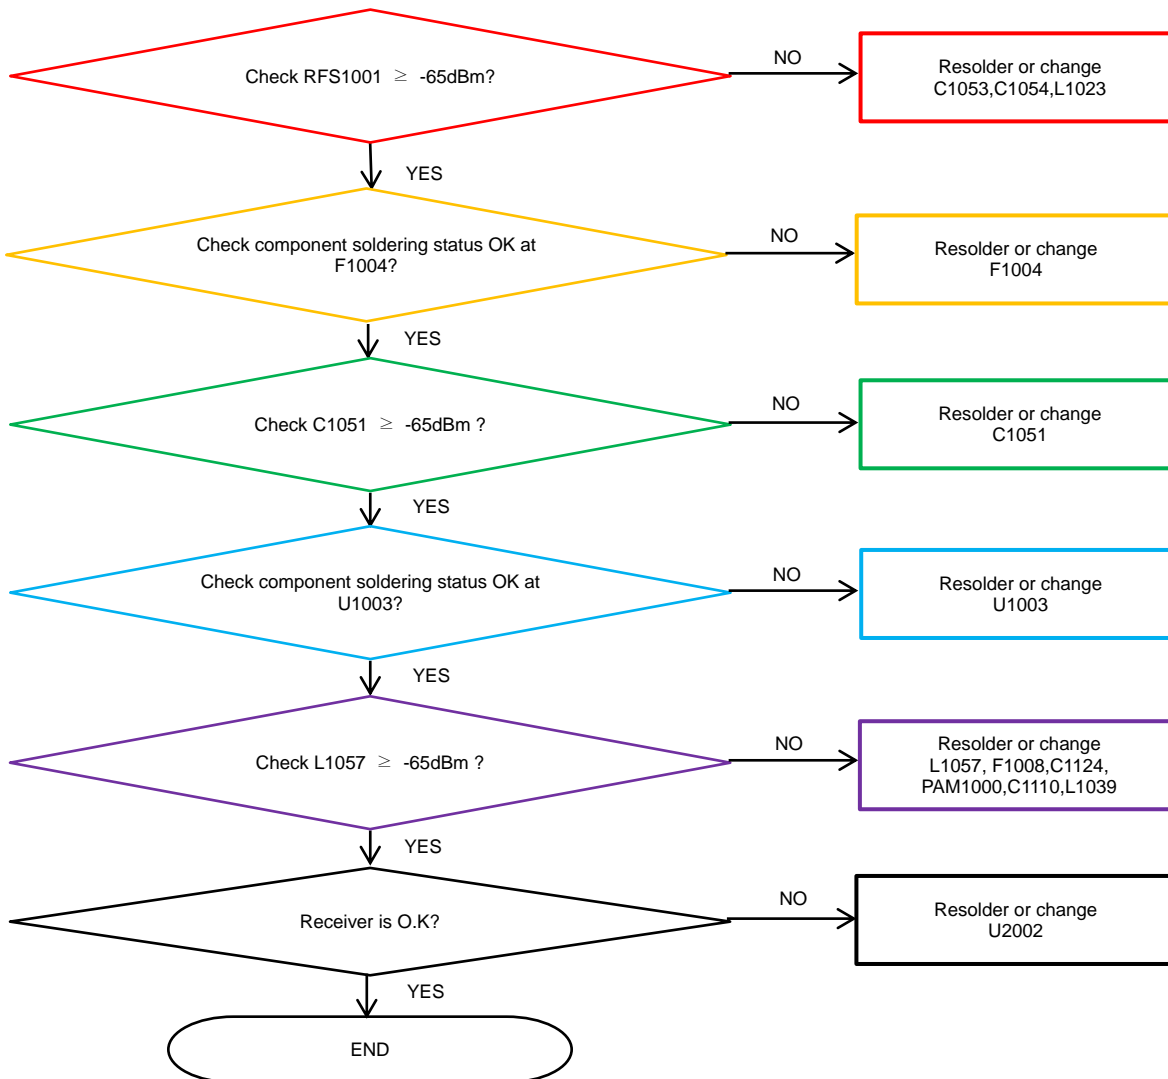 Check RFS1001 ≥ -65dBm?
NO
Resolder or change
C1053,C1054,L1023
YES
Check component soldering status OK at
F1004?
NO
Resolder or change
F1004
YES
Check C1051 ≥ -65dBm ?
NO
Resolder or change
C1051
YES
Check component soldering status OK at
U1003?
NO
Resolder or change
U1003
YES
Check L1057 ≥ -65dBm ?
NO
Resolder or change
L1057, F1008,C1124,
PAM1000,C1110,L1039
YES
Receiver is O.K?
NO
Resolder or change
U2002
YES
END